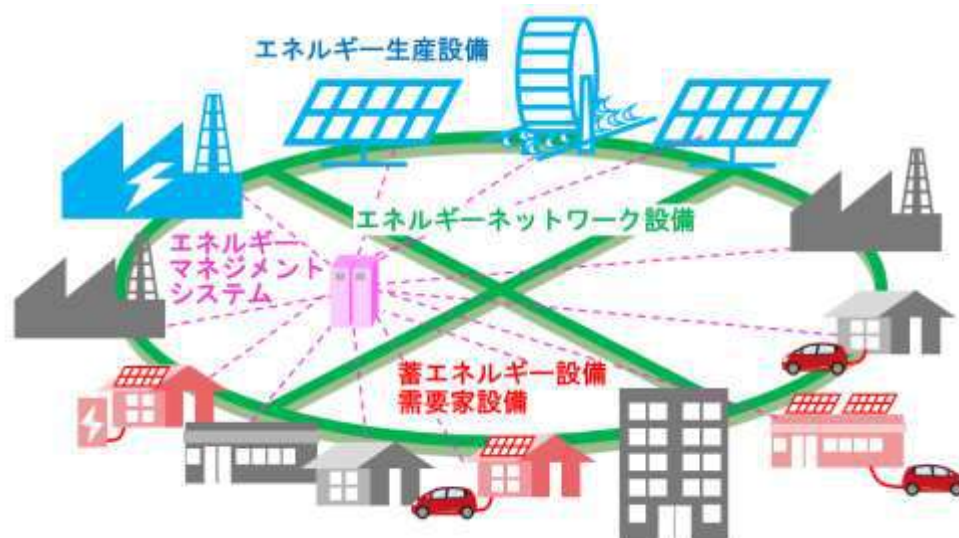 エネルギー生産設備
エネルギーネットワーク設備
エネルギー
マネジメント
システム
蓄エネルギー設備
需要家設備